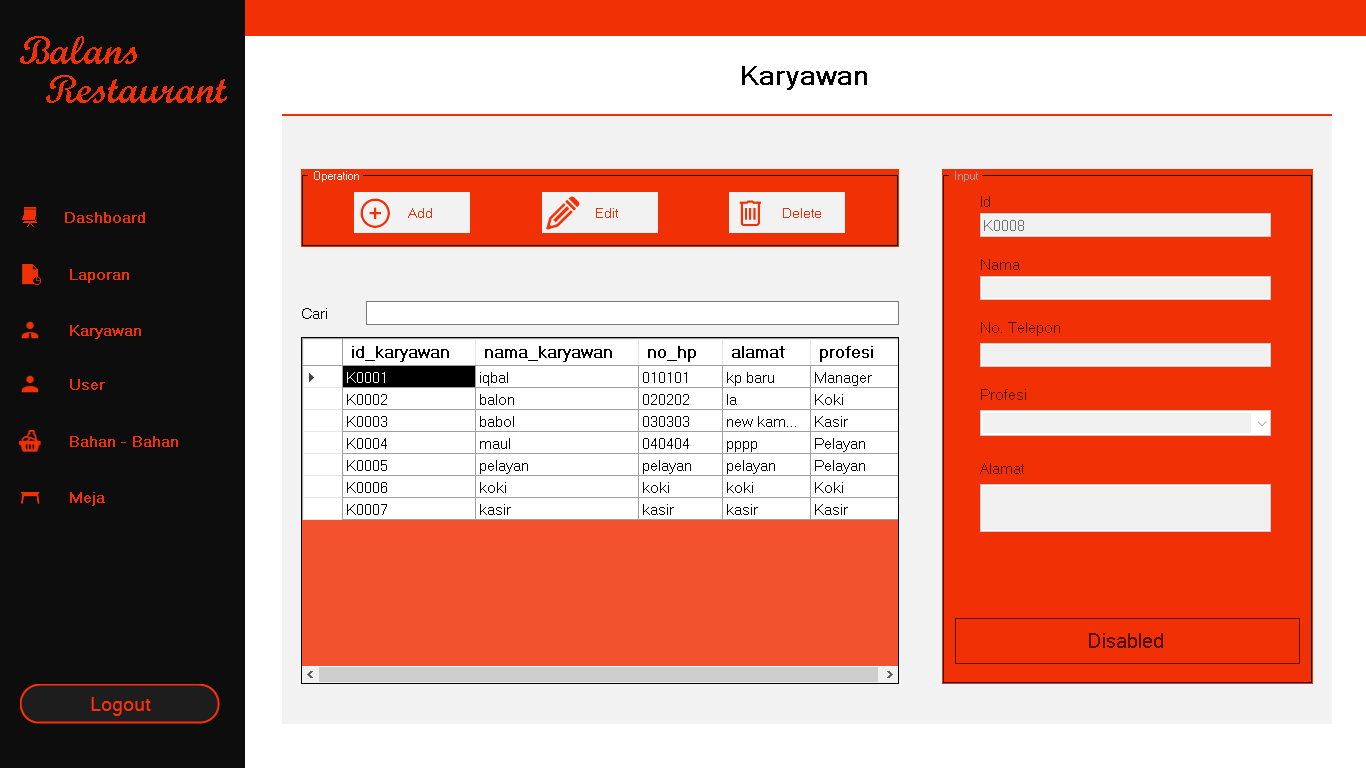 Balans
Restaurant
Dashboard
Laporan
Karyawan
User
Bahan - Bahan
Meja
Logout
Karyawan
Operation
Add Edit Delete
Cari
id_karyawan nama_karyawan no_hp alamat profesi
K0001 iqbal 010101 kp baru Manager
K0002 balon 020202 la Koki
K0003 babol 030303 new kam... Kasir
K0004 maul 040404 pppp Pelayan
K0005 pelayan pelayan pelayan Pelayan
K0006 koki koki koki Koki
K0007 kasir kasir kasir Kasir
Input
Id
K0008
Nama
No. Telepon
Profesi
Alamat
Disabled